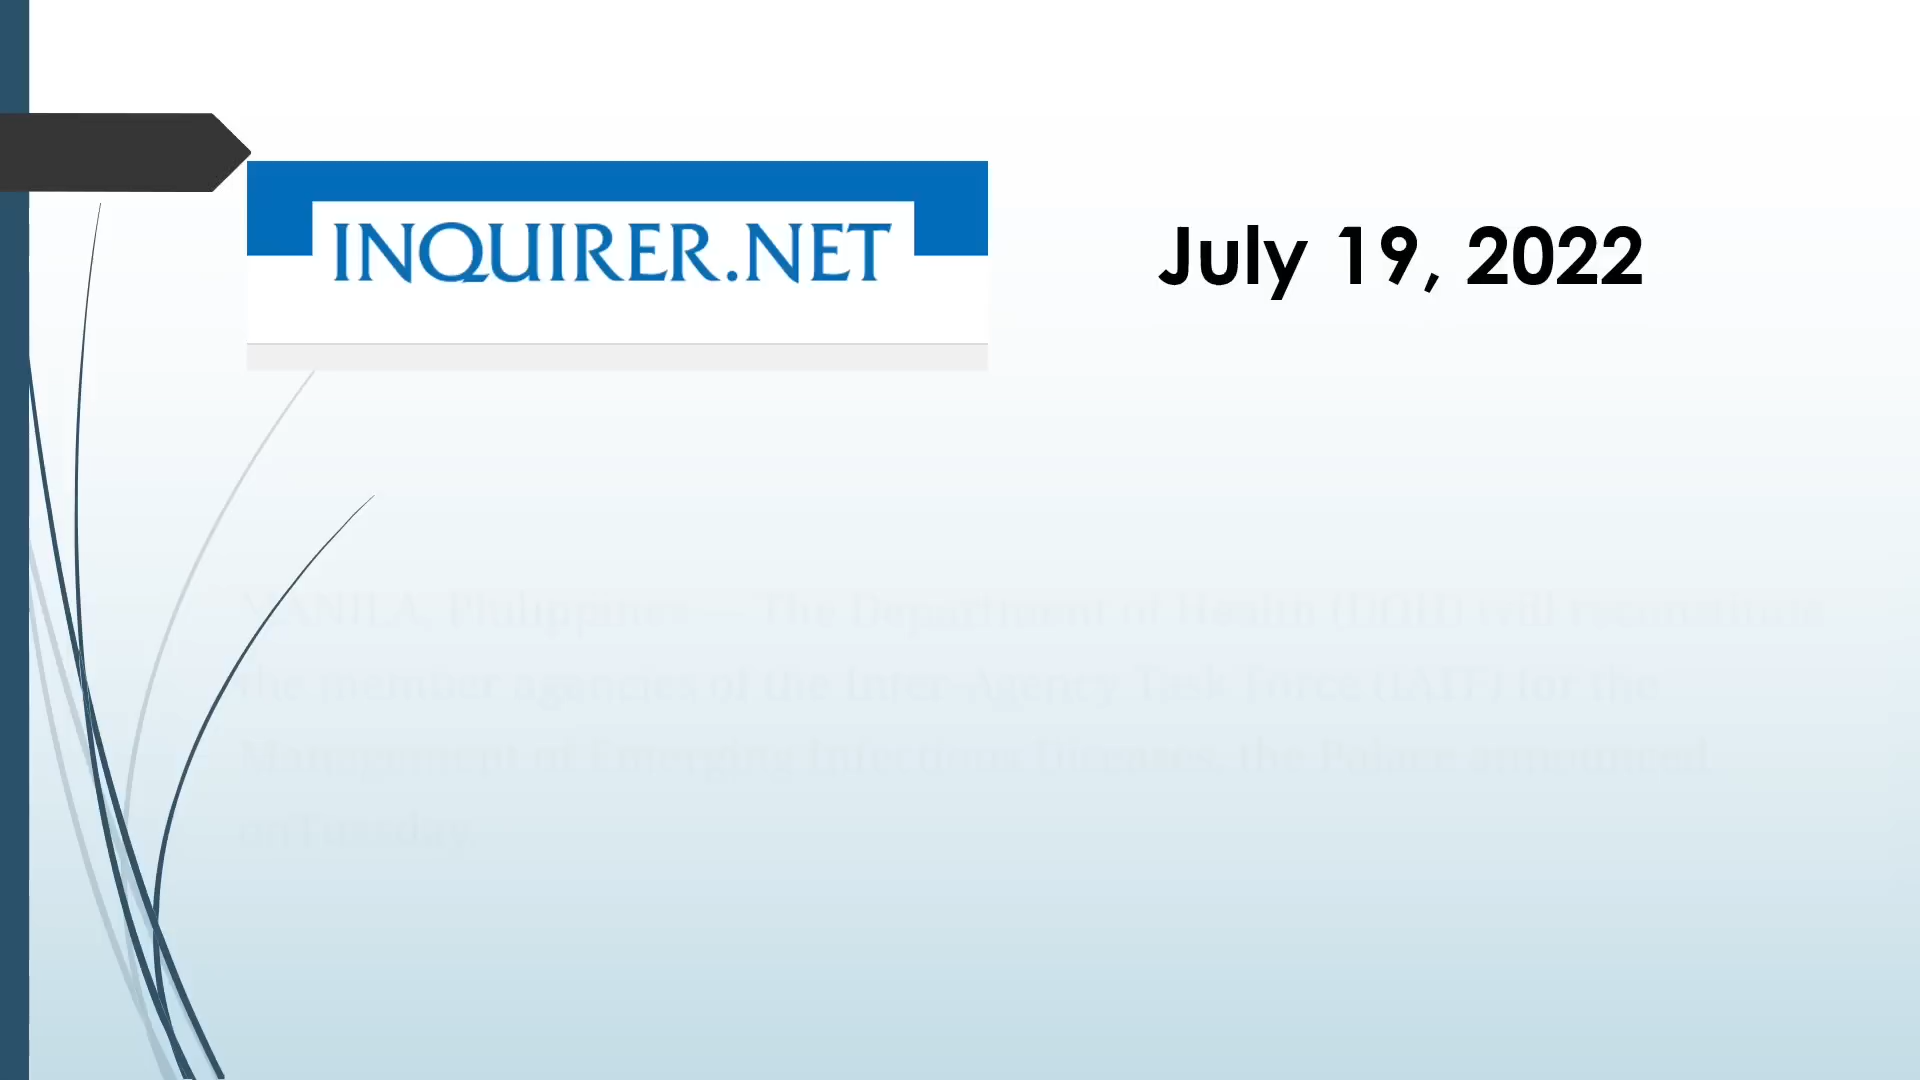 INQUIRER.NET
July 19, 2022
MANILA, Philippines — The Department of Health (DOH) will reconstitute
the member agencies of the Inter-Agency Task Force (IATF) for the
Management of Emerging Infectious Diseases, the Palace announced
on Tuesday.